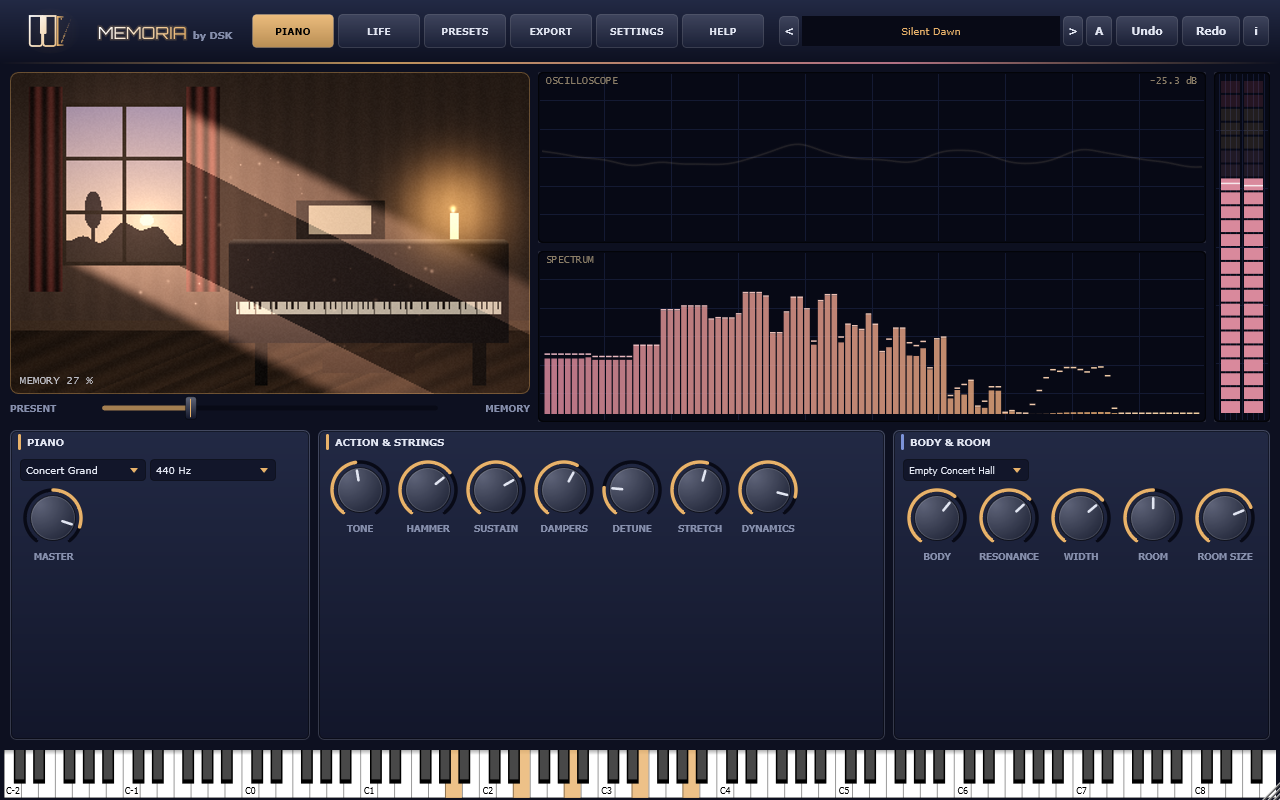 MEMORIA by DSK
PIANO
LIFE
PRESETS
EXPORT
SETTINGS
HELP
<
Silent Dawn
>
A
Undo
Redo
i
OSCILLOSCOPE
-25.3 dB
SPECTRUM
MEMORY 27 %
PRESENT
MEMORY
PIANO
Concert Grand
440 Hz
MASTER
ACTION & STRINGS
TONE
HAMMER
SUSTAIN
DAMPERS
DETUNE
STRETCH
DYNAMICS
BODY & ROOM
Empty Concert Hall
BODY
RESONANCE
WIDTH
ROOM
ROOM SIZE
C-2
C-1
C0
C1
C2
C3
C4
C5
C6
C7
C8